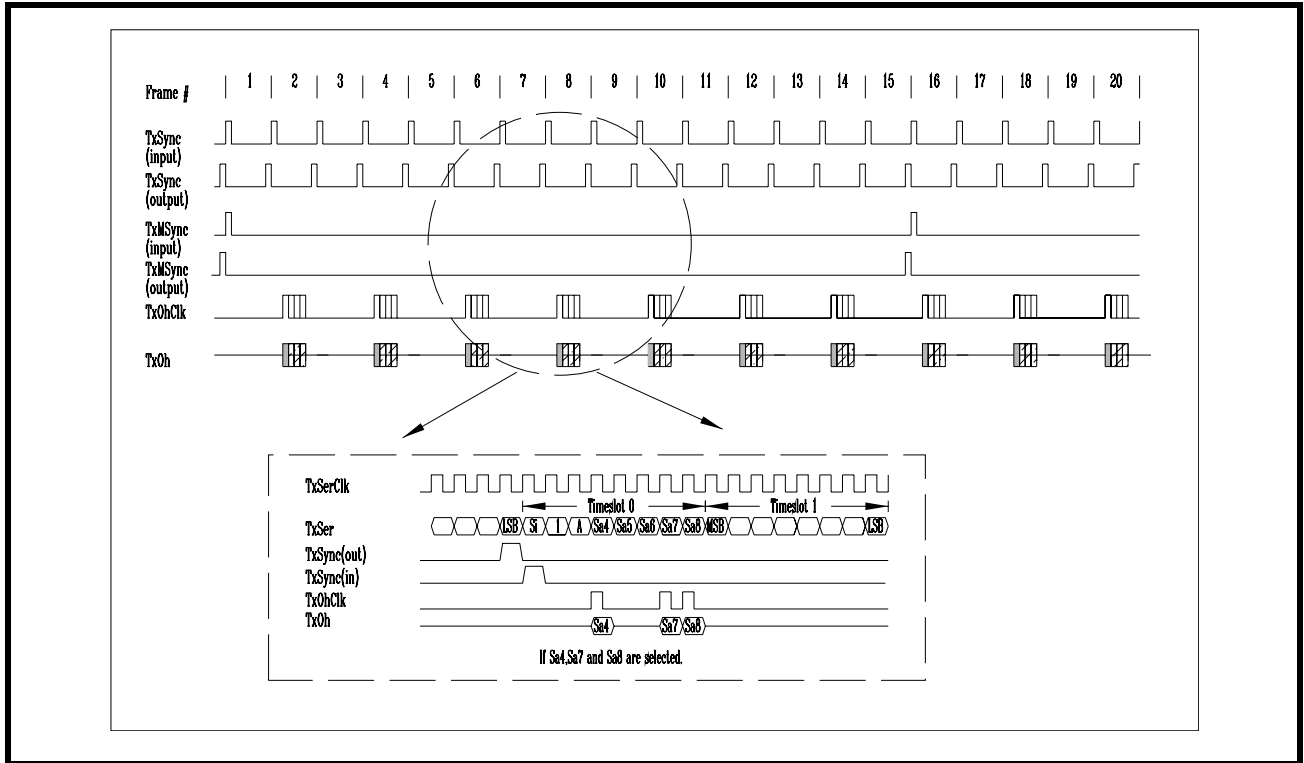 Frame # 1 2 3 4 5 6 7 8 9 10 11 12 13 14 15 16 17 18 19 20
TxSync
(input)
TxSync
(output)
TxMSync
(input)
TxMSync
(output)
TxOhClk
TxOh
TxSerClk
Timeslot 0 Timeslot 1
TxSer LSB Si 1 A Sa4 Sa5 Sa6 Sa7 Sa8 MSB LSB
TxSync(out)
TxSync(in)
TxOhClk
TxOh
Sa4 Sa7 Sa8
If Sa4,Sa7 and Sa8 are selected.